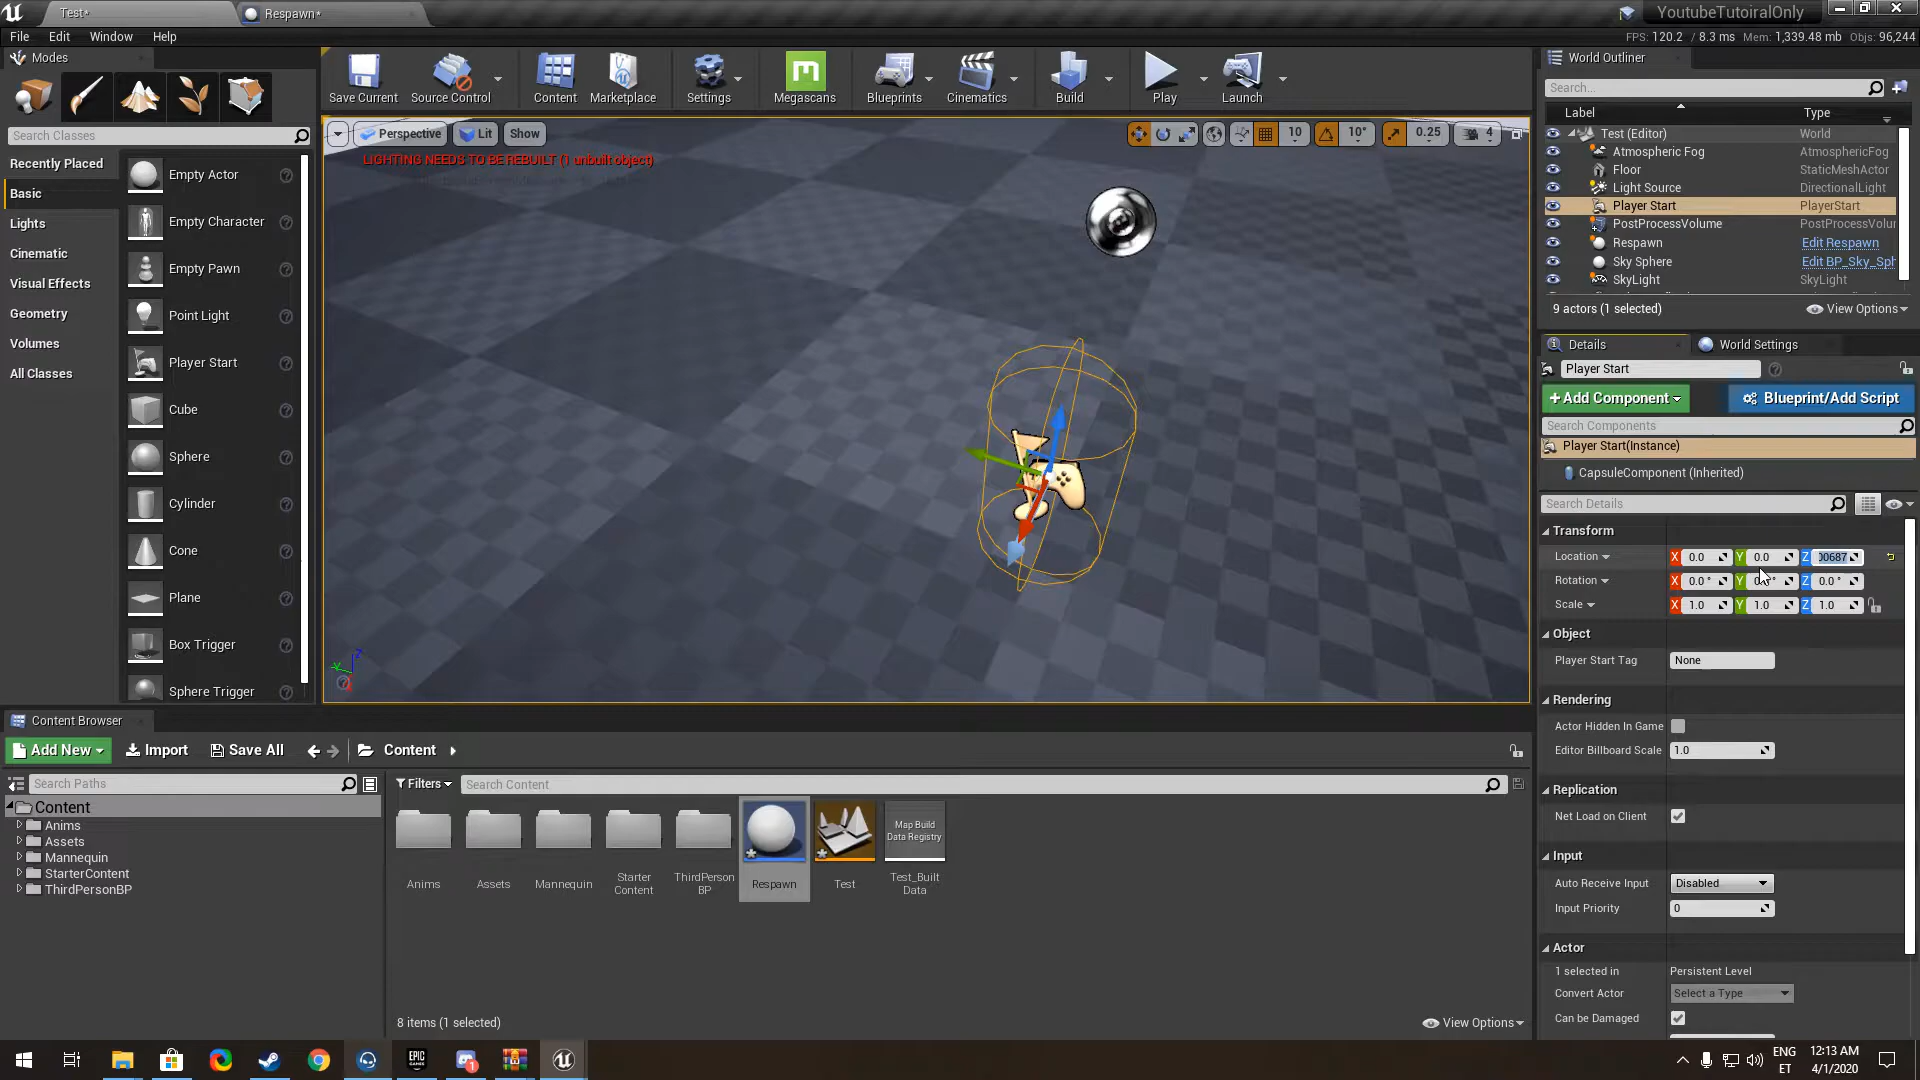 Test*
Respawn*
YoutubeTutoiralOnly
File Edit Window Help
FPS: 120.2 / 8.3 ms Mem: 1,339.48 mb Objs: 96,244
Modes
Save Current Source Control Content Marketplace Settings Megascans Blueprints Cinematics Build Play Launch
Search Classes
Recently Placed
Basic
Lights
Cinematic
Visual Effects
Geometry
Volumes
All Classes
Empty Actor
Empty Character
Empty Pawn
Point Light
Player Start
Cube
Sphere
Cylinder
Cone
Plane
Box Trigger
Sphere Trigger
Perspective Lit Show
10 10° 0.25 4
LIGHTING NEEDS TO BE REBUILT (1 unbuilt object)
World Outliner
Search...
Label Type
Test (Editor) World
Atmospheric Fog AtmosphericFog
Floor StaticMeshActor
Light Source DirectionalLight
Player Start PlayerStart
PostProcessVolume PostProcessVolur
Respawn Edit Respawn
Sky Sphere Edit BP_Sky_Sph
SkyLight SkyLight
9 actors (1 selected) View Options
Details World Settings
Player Start
+Add Component Blueprint/Add Script
Search Components
Player Start(Instance)
CapsuleComponent (Inherited)
Search Details
Transform
Location X 0.0 Y 0.0 Z 00687
Rotation X 0.0 ° Y Z 0.0 °
Scale X 1.0 Y 1.0 Z 1.0
Object
Player Start Tag None
Rendering
Actor Hidden In Game
Editor Billboard Scale 1.0
Replication
Net Load on Client
Input
Auto Receive Input Disabled
Input Priority 0
Actor
1 selected in Persistent Level
Convert Actor Select a Type
Can be Damaged
Content Browser
Add New Import Save All Content
Search Paths
Filters Search Content
Content
Anims
Assets
Mannequin
StarterContent
ThirdPersonBP
Map Build
Data Registry
Anims Assets Mannequin Starter
Content ThirdPerson
BP Respawn Test Test_Built
Data
8 items (1 selected) View Options
EPIC
GAMES
1
ENG
ET
12:13 AM
4/1/2020